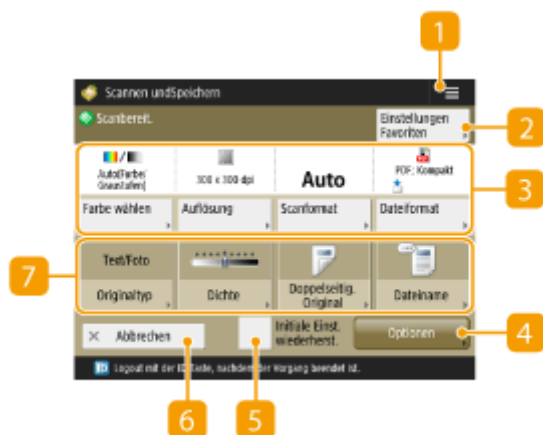 1
Scannen undSpeichern
Scanbereit.
Einstellungen
Favoriten
2
Auto(Farbe/
Graustufen)
300 x 300 dpi
Auto
PDF; Kompakt
3
Farbe wählen
Auflösung
Scanformat
Dateiformat
7
Text/Foto
Originaltyp
Dichte
Doppelseitig.
Original
Dateiname
× Abbrechen
Initiale Einst.
wiederherst.
Optionen
4
ID Logout mit der ID-Taste, nachdem der Vorgang beendet ist.
6
5